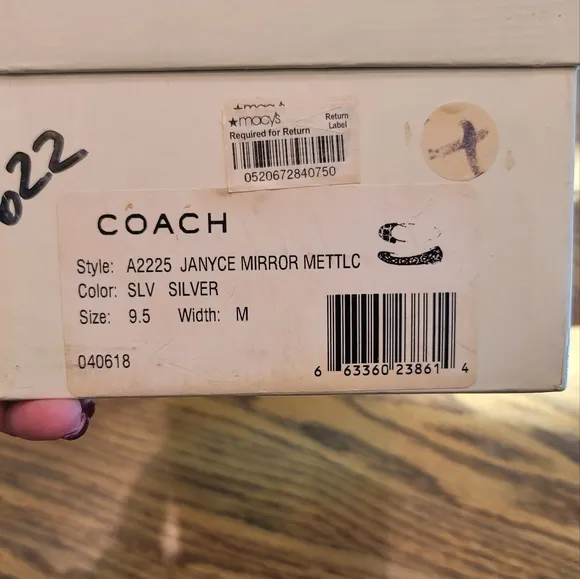 ★macy's Return
Label
Required for Return
0520672840750
022
COACH
Style: A2225 JANYCE MIRROR METTLC
Color: SLV SILVER
Size: 9.5 Width: M
040618
6 63360 23861 4